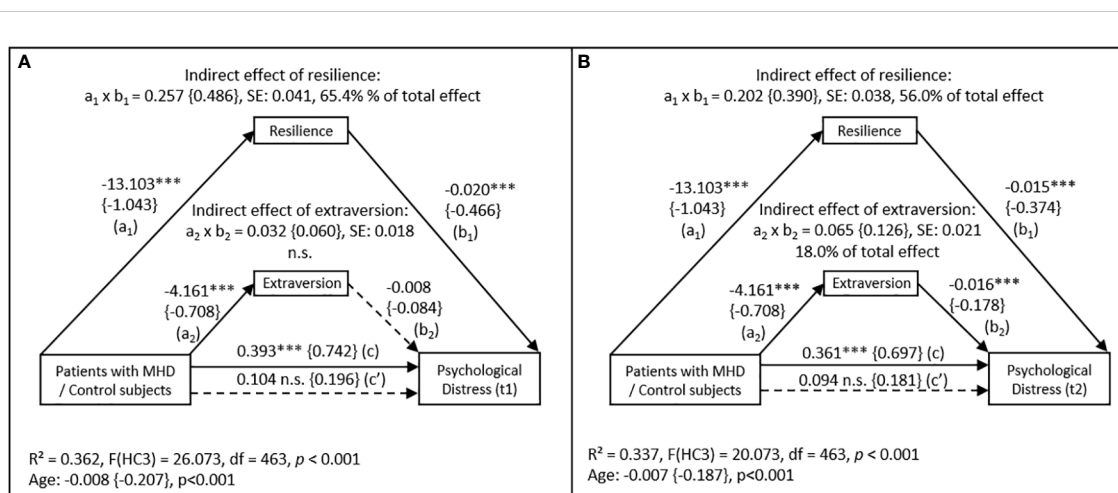 A
Indirect effect of resilience:
a₁ x b₁ = 0.257 {0.486}, SE: 0.041, 65.4% % of total effect
Resilience
-13.103***
{-1.043}
(a₁)
-0.020***
{-0.466}
(b₁)
Indirect effect of extraversion:
a₂ x b₂ = 0.032 {0.060}, SE: 0.018
n.s.
Extraversion
-4.161***
{-0.708}
(a₂)
-0.008
{-0.084}
(b₂)
0.393*** {0.742} (c)
0.104 n.s. {0.196} (c’)
Patients with MHD
/ Control subjects
Psychological
Distress (t1)
R² = 0.362, F(HC3) = 26.073, df = 463, p < 0.001
Age: -0.008 {-0.207}, p<0.001
B
Indirect effect of resilience:
a₁ x b₁ = 0.202 {0.390}, SE: 0.038, 56.0% of total effect
Resilience
-13.103***
{-1.043}
(a₁)
-0.015***
{-0.374}
(b₁)
Indirect effect of extraversion:
a₂ x b₂ = 0.065 {0.126}, SE: 0.021
18.0% of total effect
Extraversion
-4.161***
{-0.708}
(a₂)
-0.016***
{-0.178}
(b₂)
0.361*** {0.697} (c)
0.094 n.s. {0.181} (c’)
Patients with MHD
/ Control subjects
Psychological
Distress (t2)
R² = 0.337, F(HC3) = 20.073, df = 463, p < 0.001
Age: -0.007 {-0.187}, p<0.001